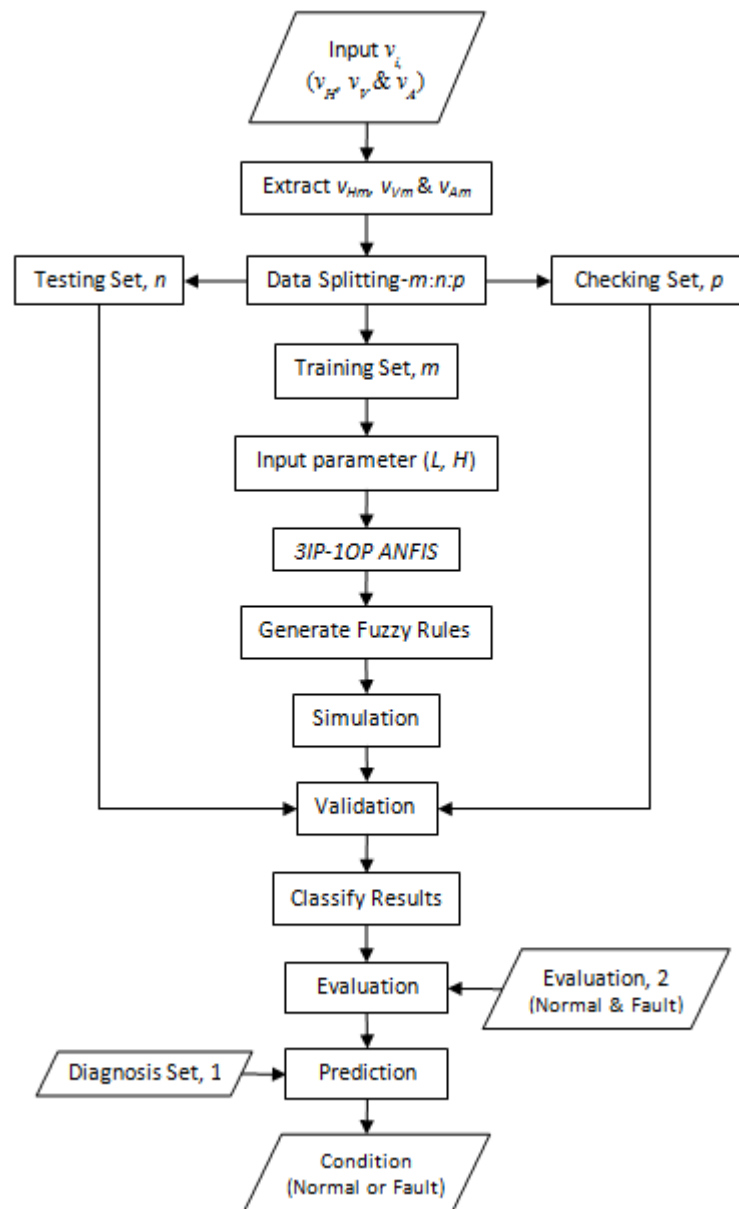 Input v_i,
(v_H, v_V & v_A)
Extract v_Hm, v_Vm & v_Am
Testing Set, n
Data Splitting-m:n:p
Checking Set, p
Training Set, m
Input parameter (L, H)
3IP-1OP ANFIS
Generate Fuzzy Rules
Simulation
Validation
Classify Results
Evaluation
Evaluation, 2
(Normal & Fault)
Diagnosis Set, 1
Prediction
Condition
(Normal or Fault)